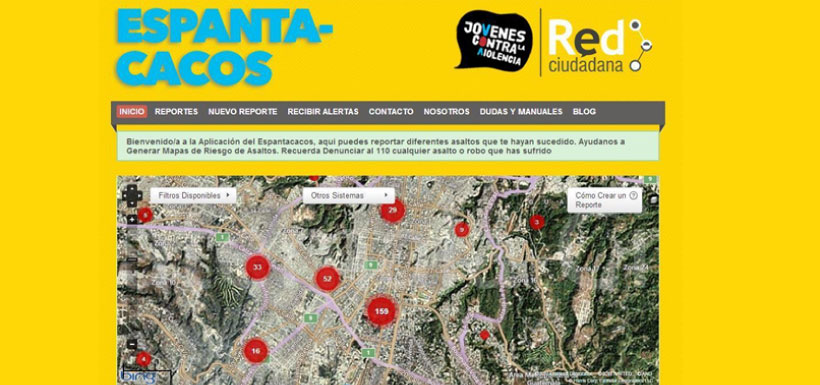 ESPANTA-
CACOS
JOVENES
CONTRA LA
VIOLENCIA
Red
ciudadana
INICIO REPORTES NUEVO REPORTE RECIBIR ALERTAS CONTACTO NOSOTROS DUDAS Y MANUALES BLOG
Bienvenido/a a la Aplicación del Espantacacos, aquí puedes reportar diferentes asaltos que te hayan sucedido. Ayudanos a
Generar Mapas de Riesgo de Asaltos. Recuerda Denunciar al 110 cualquier asalto o robo que has sufrido
Filtros Disponibles
Otros Sistemas
Cómo Crear un
Reporte
?
29
3
9
33
52
159
16
4
9
1
Zona
bing